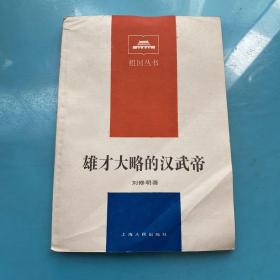 祖国丛书
雄才大略的汉武帝
刘修明著
上海人民出版社